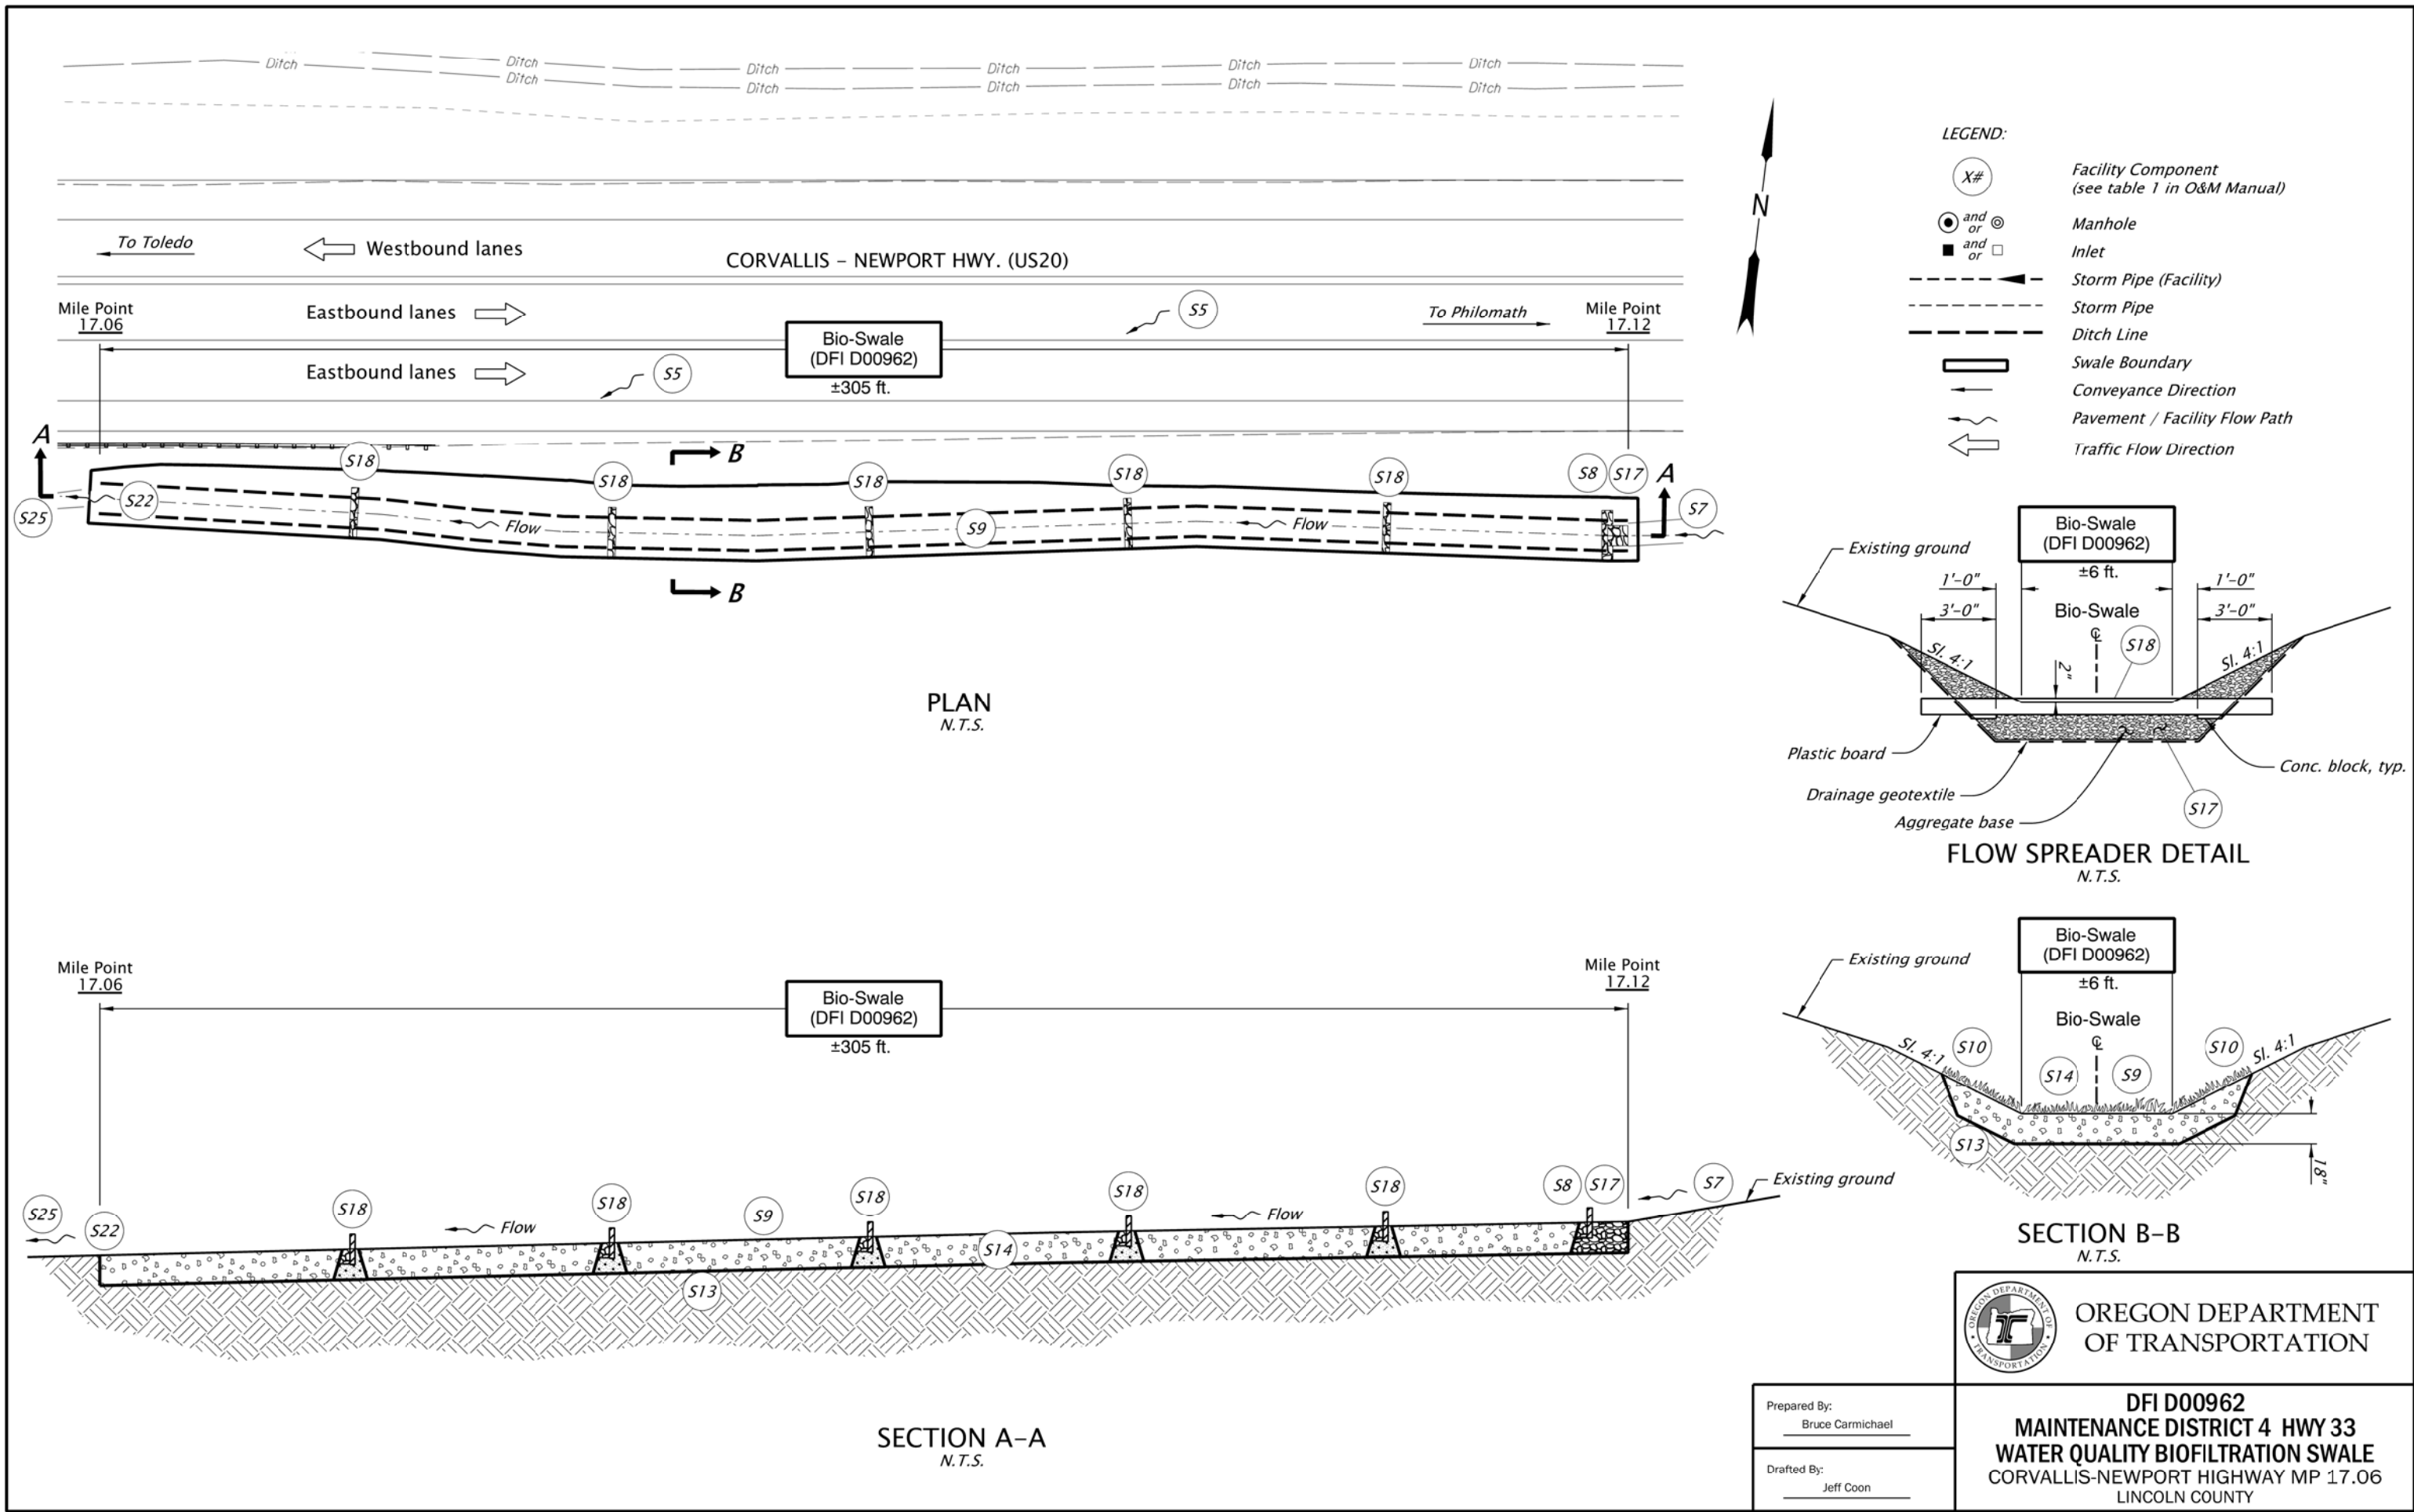 Ditch
Ditch
Ditch
Ditch
Ditch
Ditch
Ditch
Ditch
Ditch
Ditch
Ditch
To Toledo
Westbound lanes
CORVALLIS – NEWPORT HWY. (US20)
Mile Point
17.06
Eastbound lanes
S5
To Philomath
Mile Point
17.12
Bio-Swale
(DFI D00962)
±305 ft.
Eastbound lanes
S5
A
B
S18
S18
S18
S18
S18
S8
S17
A
S7
S25
S22
Flow
S9
Flow
B
PLAN
N.T.S.
N
LEGEND:
X#
Facility Component
(see table 1 in O&M Manual)
and
or
Manhole
and
or
Inlet
Storm Pipe (Facility)
Storm Pipe
Ditch Line
Swale Boundary
Conveyance Direction
Pavement / Facility Flow Path
Traffic Flow Direction
Bio-Swale
(DFI D00962)
±6 ft.
Existing ground
1'-0"
1'-0"
3'-0"
Bio-Swale
3'-0"
℄
S18
Sl. 4:1
2"
Sl. 4:1
Plastic board
Conc. block, typ.
Drainage geotextile
S17
Aggregate base
FLOW SPREADER DETAIL
N.T.S.
Mile Point
17.06
Bio-Swale
(DFI D00962)
±305 ft.
Mile Point
17.12
S25
S22
S18
S18
Flow
S9
S18
S18
Flow
S18
S8
S17
S7
Existing ground
S14
S13
SECTION A–A
N.T.S.
Bio-Swale
(DFI D00962)
±6 ft.
Existing ground
Bio-Swale
℄
Sl. 4:1
S10
S14
S9
S10
Sl. 4:1
S13
18"
SECTION B–B
N.T.S.
OREGON DEPARTMENT OF
TRANSPORTATION
OREGON DEPARTMENT
OF TRANSPORTATION
Prepared By:
Bruce Carmichael
Drafted By:
Jeff Coon
DFI D00962
MAINTENANCE DISTRICT 4 HWY 33
WATER QUALITY BIOFILTRATION SWALE
CORVALLIS-NEWPORT HIGHWAY MP 17.06
LINCOLN COUNTY